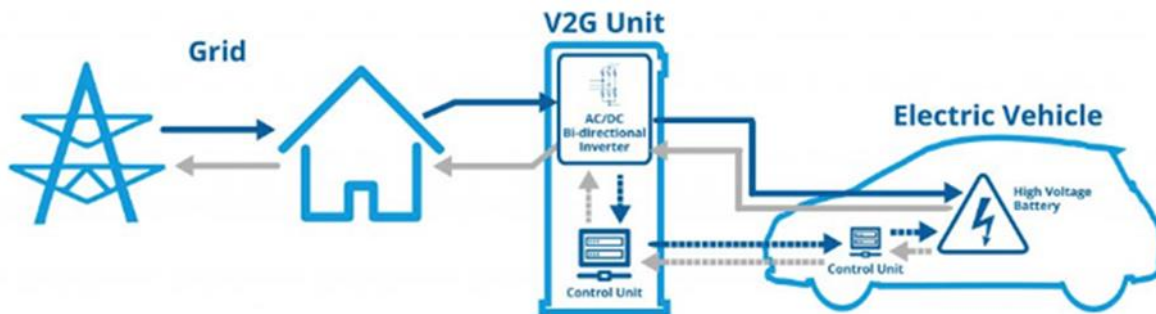 V2G Unit
Grid
AC/DC
Bi-directional
Inverter
Electric Vehicle
High Voltage
Battery
Control Unit
Control Unit